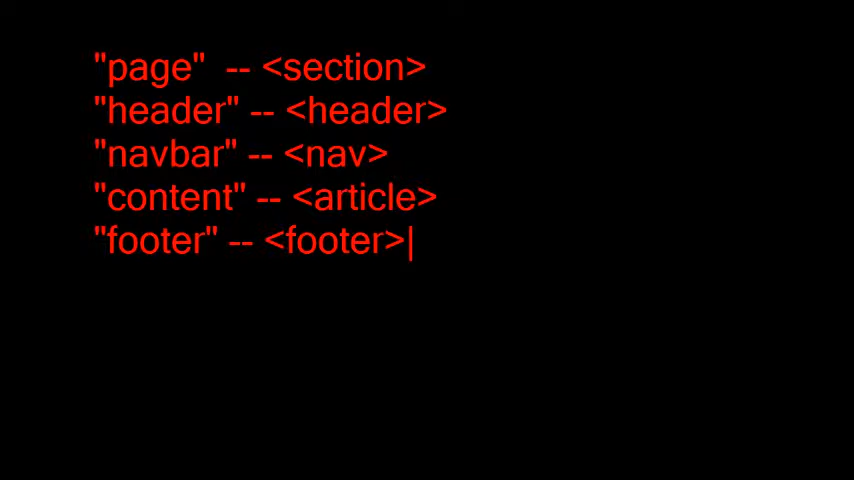 "page"  -- <section>
"header" -- <header>
"navbar" -- <nav>
"content" -- <article>
"footer" -- <footer>|